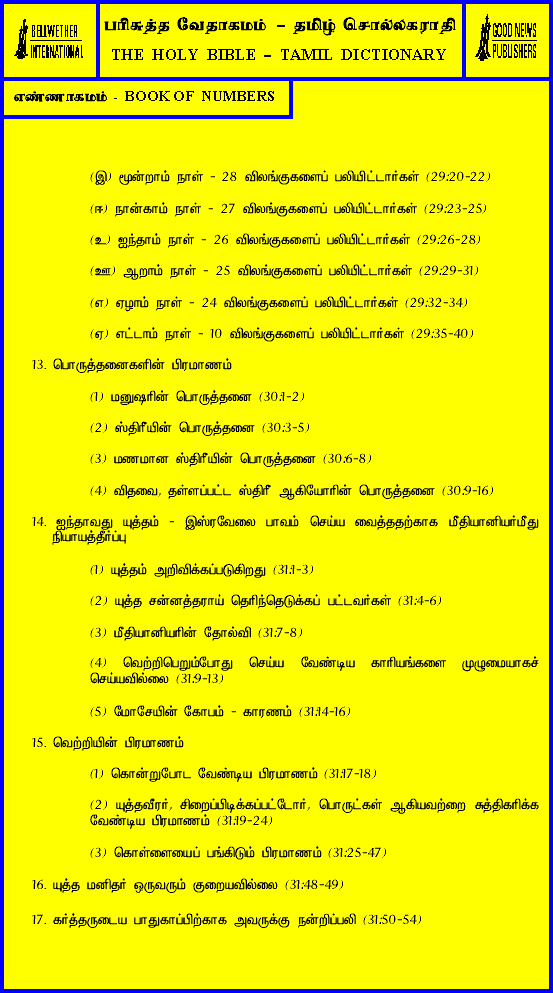 BELLWETHER
INTERNATIONAL
பரிசுத்த வேதாகமம் – தமிழ் சொல்லகராதி
THE HOLY BIBLE – TAMIL DICTIONARY
GOOD NEWS
PUBLISHERS
எண்ணாகமம் - BOOK OF NUMBERS
(இ) மூன்றாம் நாள் - 28 விலங்குகளைப் பலியிட்டார்கள் (29:20-22)
(ஈ) நான்காம் நாள் - 27 விலங்குகளைப் பலியிட்டார்கள் (29:23-25)
(உ) ஐந்தாம் நாள் - 26 விலங்குகளைப் பலியிட்டார்கள் (29:26-28)
(ஊ) ஆறாம் நாள் - 25 விலங்குகளைப் பலியிட்டார்கள் (29:29-31)
(எ) ஏழாம் நாள் - 24 விலங்குகளைப் பலியிட்டார்கள் (29:32-34)
(ஏ) எட்டாம் நாள் - 10 விலங்குகளைப் பலியிட்டார்கள் (29:35-40)
13. பொருத்தனைகளின் பிரமாணம்
(1) மனுஷரின் பொருத்தனை (30:1-2)
(2) ஸ்திரீயின் பொருத்தனை (30:3-5)
(3) மணமான ஸ்திரீயின் பொருத்தனை (30:6-8)
(4) விதவை, தள்ளப்பட்ட ஸ்திரீ ஆகியோரின் பொருத்தனை (30:9-16)
14. ஐந்தாவது யுத்தம் - இஸ்ரவேலை பாவம் செய்ய வைத்ததற்காக மீதியானியர்மீது
நியாயத்தீர்ப்பு
(1) யுத்தம் அறிவிக்கப்படுகிறது (31:1-3)
(2) யுத்த சன்னத்தராய் தெரிந்தெடுக்கப் பட்டவர்கள் (31:4-6)
(3) மீதியானியரின் தோல்வி (31:7-8)
(4) வெற்றிபெறும்போது செய்ய வேண்டிய காரியங்களை முழுமையாகச்
செய்யவில்லை (31:9-13)
(5) மோசேயின் கோபம் - காரணம் (31:14-16)
15. வெற்றியின் பிரமாணம்
(1) கொன்றுபோட வேண்டிய பிரமாணம் (31:17-18)
(2) யுத்தவீரர், சிறைப்பிடிக்கப்பட்டோர், பொருட்கள் ஆகியவற்றை சுத்திகரிக்க
வேண்டிய பிரமாணம் (31:19-24)
(3) கொள்ளையைப் பங்கிடும் பிரமாணம் (31:25-47)
16. யுத்த மனிதர் ஒருவரும் குறையவில்லை (31:48-49)
17. கர்த்தருடைய பாதுகாப்பிற்காக அவருக்கு நன்றிப்பலி (31:50-54)